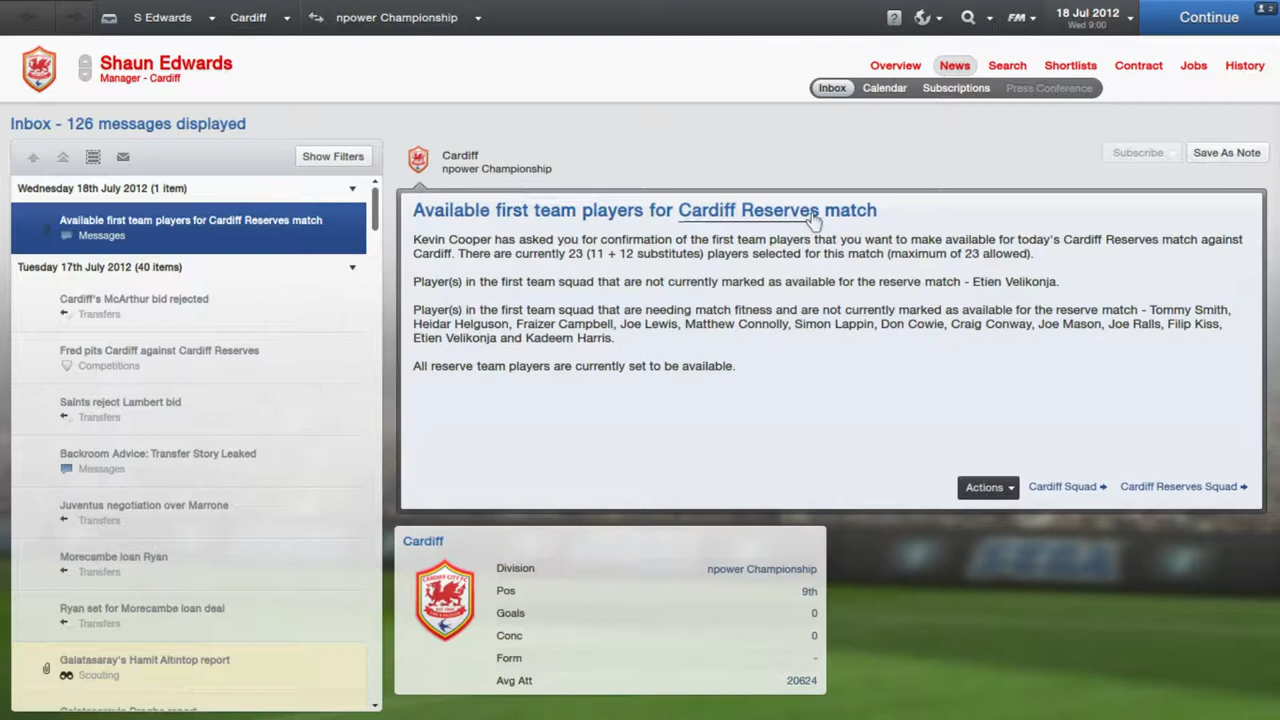 S Edwards
Cardiff
npower Championship
FM
18 Jul 2012
Wed 9:00
Continue
2
Shaun Edwards
Manager - Cardiff
Overview
News
Search
Shortlists
Contract
Jobs
History
Inbox
Calendar
Subscriptions
Press Conference
Inbox - 126 messages displayed
Show Filters
Cardiff
npower Championship
Subscribe
Save As Note
Wednesday 18th July 2012 (1 item)
Available first team players for Cardiff Reserves match
Messages
Tuesday 17th July 2012 (40 items)
Cardiff's McArthur bid rejected
Transfers
Fred pits Cardiff against Cardiff Reserves
Competitions
Saints reject Lambert bid
Transfers
Backroom Advice: Transfer Story Leaked
Messages
Juventus negotiation over Marrone
Transfers
Morecambe loan Ryan
Transfers
Ryan set for Morecambe loan deal
Transfers
Galatasaray's Hamit Altintop report
Scouting
Available first team players for Cardiff Reserves match
Kevin Cooper has asked you for confirmation of the first team players that you want to make available for today's Cardiff Reserves match against
Cardiff. There are currently 23 (11 + 12 substitutes) players selected for this match (maximum of 23 allowed).
Player(s) in the first team squad that are not currently marked as available for the reserve match - Etien Velikonja.
Player(s) in the first team squad that are needing match fitness and are not currently marked as available for the reserve match - Tommy Smith,
Heidar Helguson, Fraizer Campbell, Joe Lewis, Matthew Connolly, Simon Lappin, Don Cowie, Craig Conway, Joe Mason, Joe Ralls, Filip Kiss,
Etien Velikonja and Kadeem Harris.
All reserve team players are currently set to be available.
Actions
Cardiff Squad
Cardiff Reserves Squad
Cardiff
CARDIFF CITY FC
Division npower Championship
Pos 9th
Goals 0
Conc 0
Form -
Avg Att 20624
SEGA